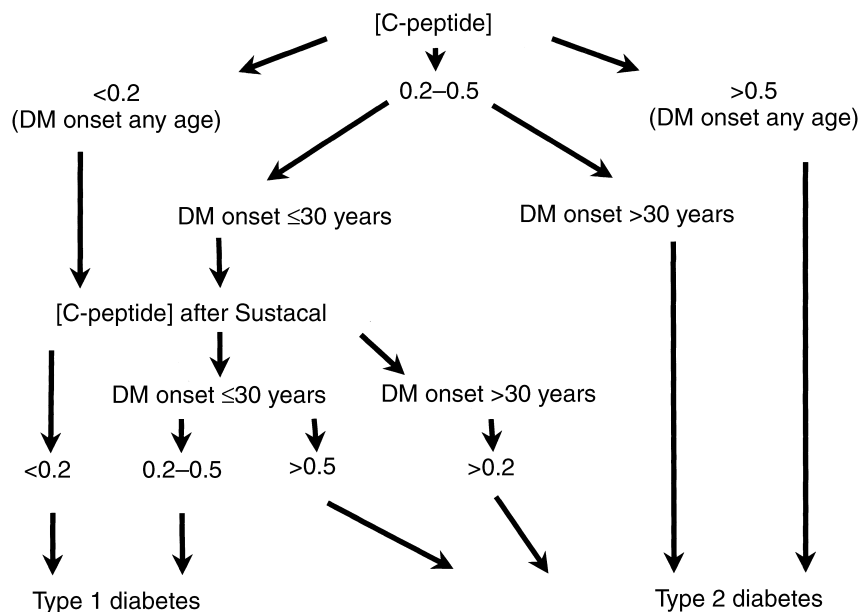 [C-peptide]
<0.2
(DM onset any age)
0.2–0.5
>0.5
(DM onset any age)
DM onset ≤30 years
DM onset >30 years
[C-peptide] after Sustacal
DM onset ≤30 years
DM onset >30 years
<0.2
0.2–0.5
>0.5
>0.2
Type 1 diabetes
Type 2 diabetes